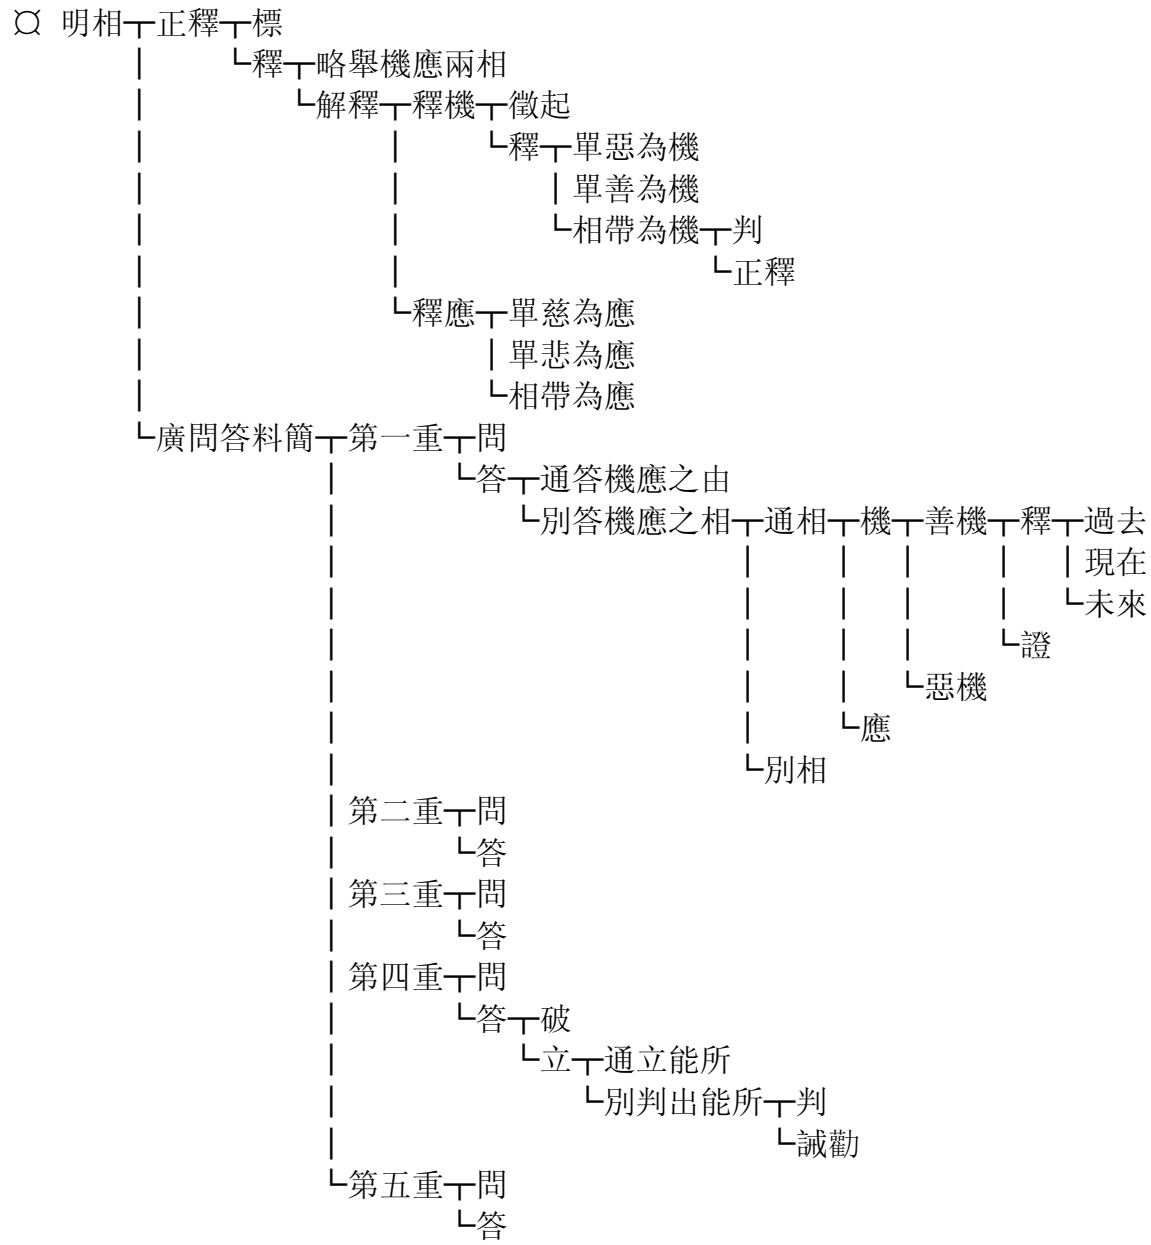 ¤ 明相┬正釋┬標
│ └釋┬略舉機應兩相
│ └解釋┬釋機┬徵起
│ │ └釋┬單惡為機
│ │ │單善為機
│ │ └相帶為機┬判
│ │ └正釋
│ └釋應┬單慈為應
│ │單悲為應
│ └相帶為應
└廣問答料簡┬第一重┬問
│ └答┬通答機應之由
│ └別答機應之相┬通相┬機┬善機┬釋┬過去
│ │ │ │ │ │現在
│ │ │ │ │ └未來
│ │ │ │ └證
│ │ │ └惡機
│ │ └應
│ └別相
│第二重┬問
│ └答
│第三重┬問
│ └答
│第四重┬問
│ └答┬破
│ └立┬通立能所
│ └別判出能所┬判
│ └誡勸
└第五重┬問
└答